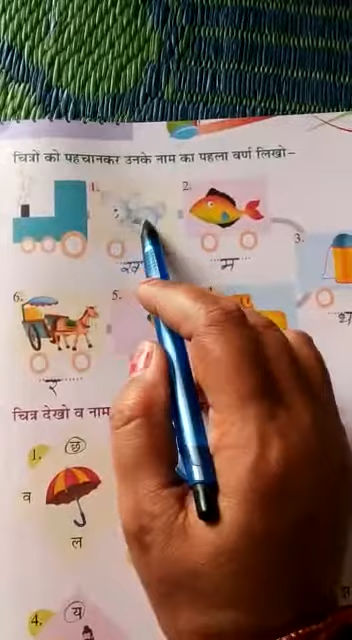 चित्रों को पहचानकर उनके नाम का पहला वर्ण लिखो–
1.
2.
3.
ख
म
थ
6.
5.
र
चित्र देखो व नाम
1.
छ
व
ल
4.
य